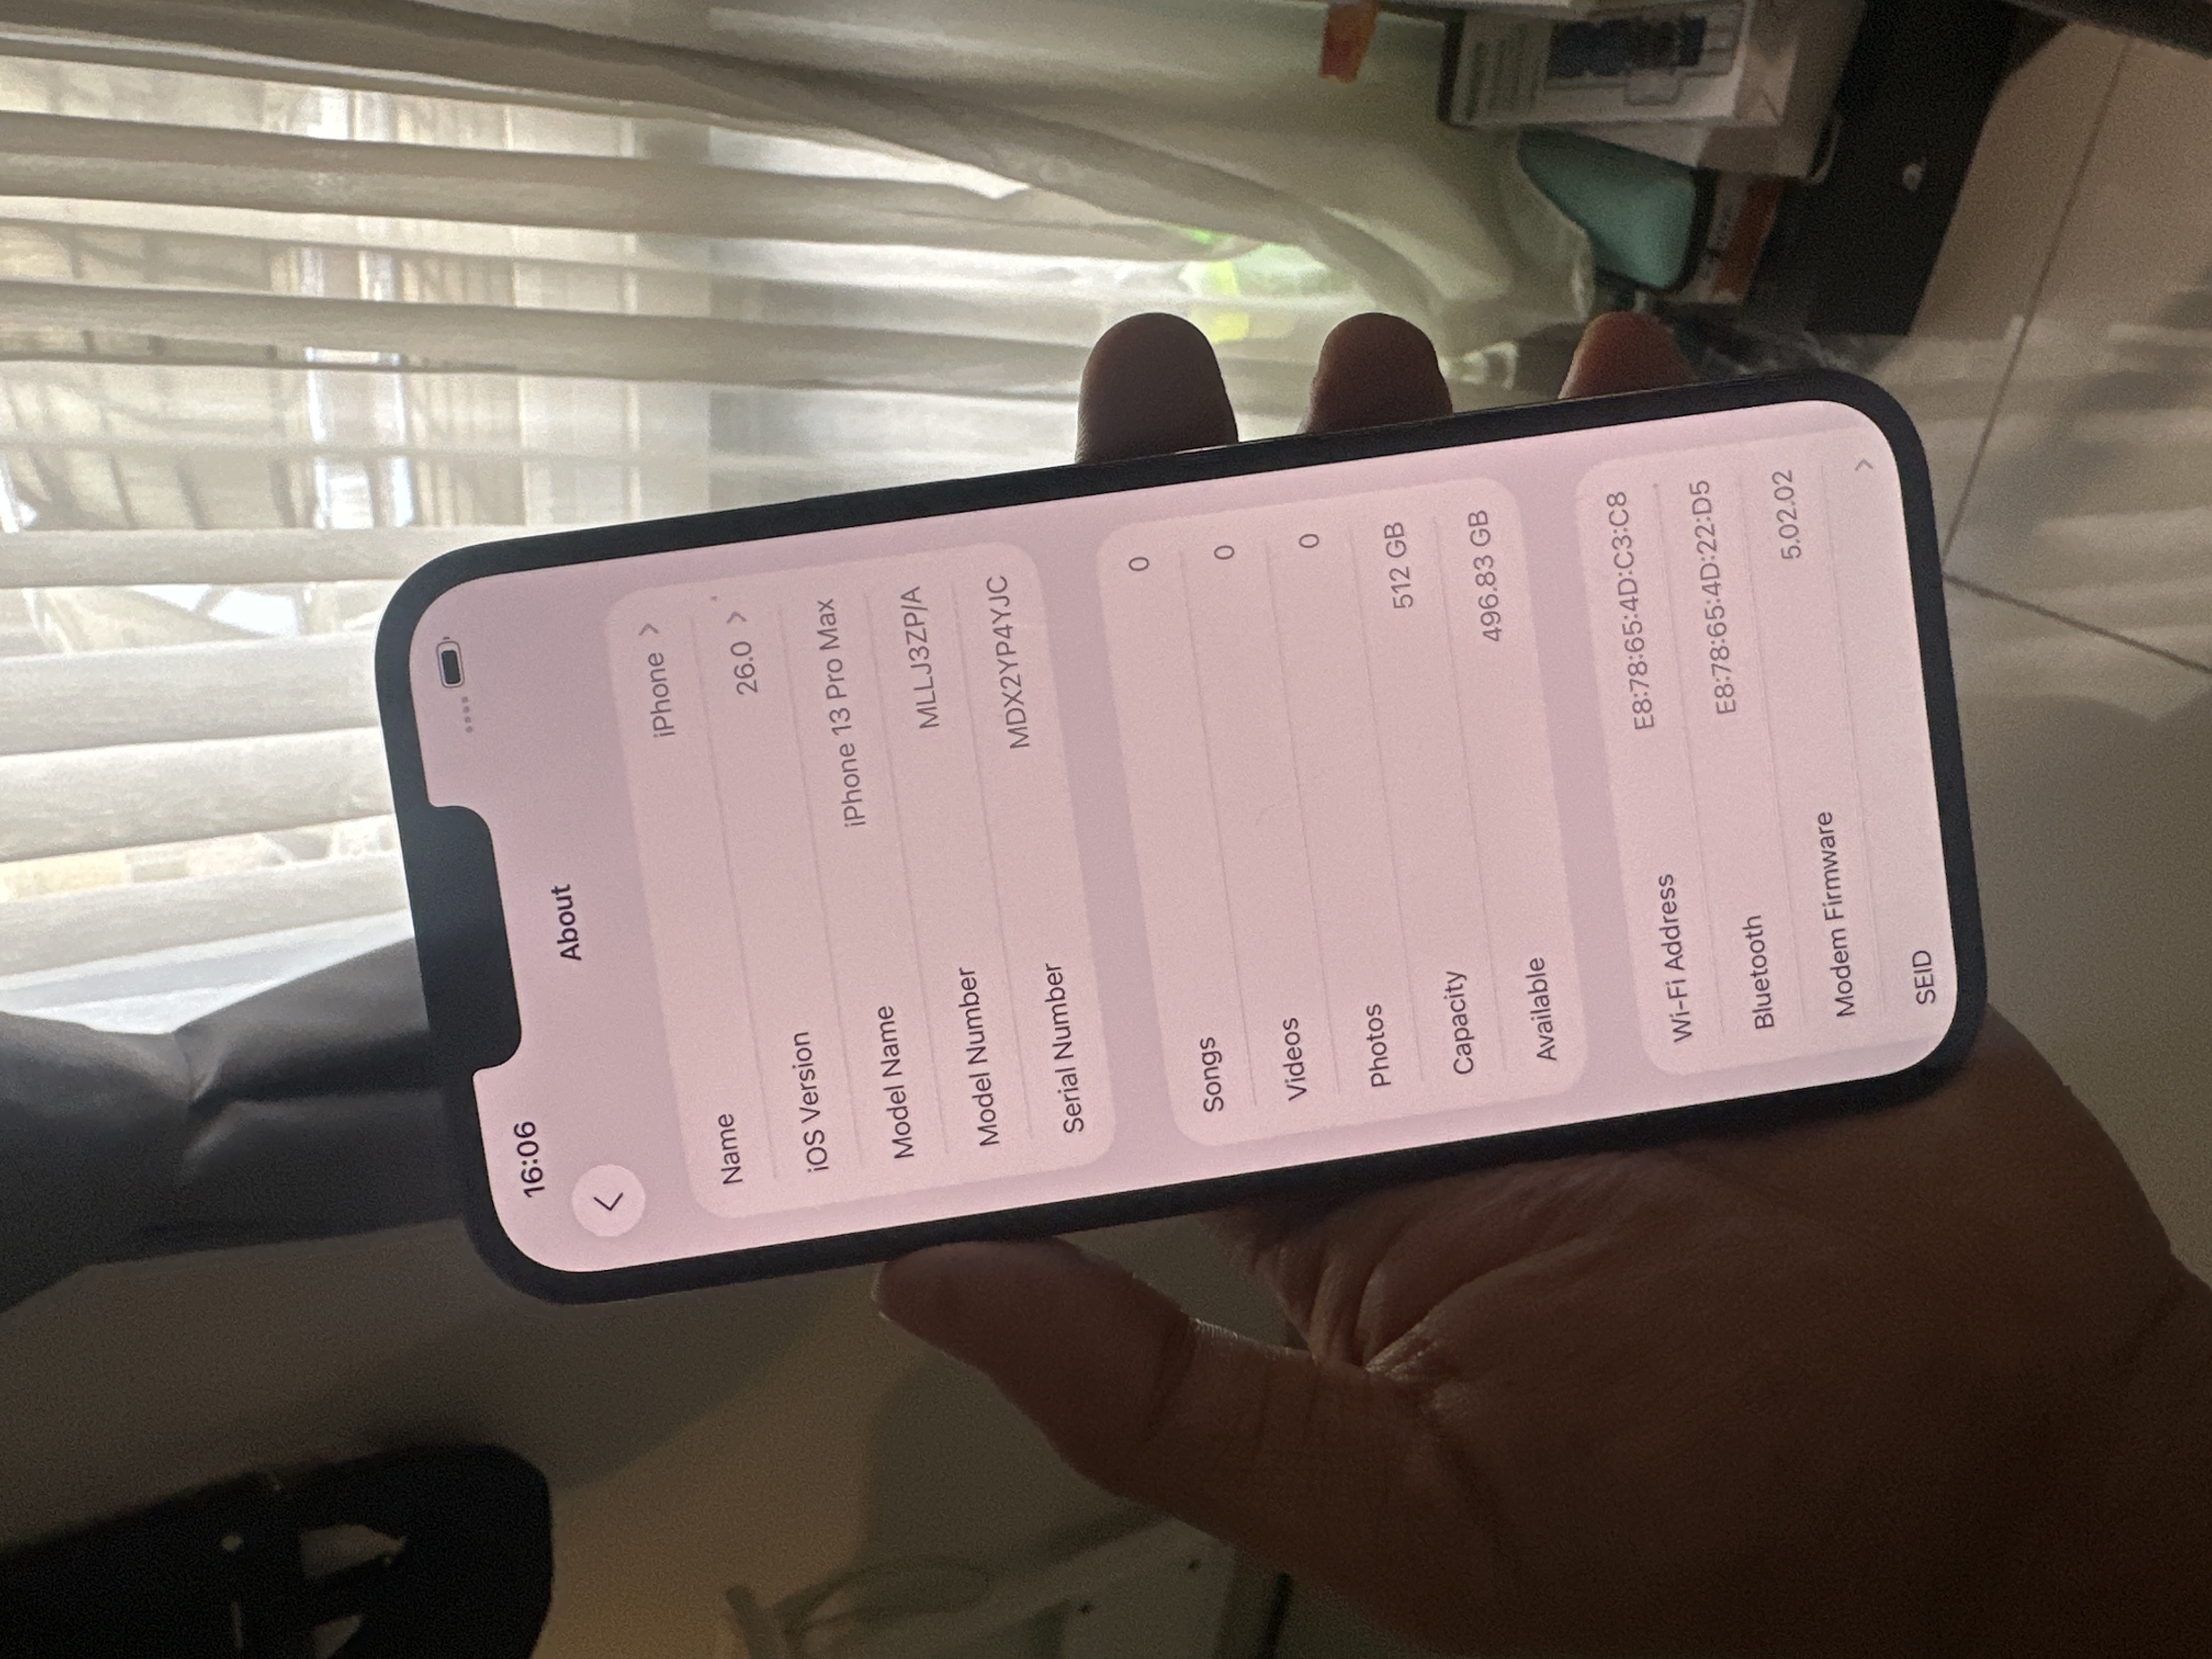 16:06
About
Name iPhone
iOS Version 26.0
Model Name iPhone 13 Pro Max
Model Number MLLJ3ZP/A
Serial Number MDX2YP4YJC
Songs 0
Videos 0
Photos 0
Capacity 512 GB
Available 496.83 GB
Wi-Fi Address E8:78:65:4D:C3:C8
Bluetooth E8:78:65:4D:22:D5
Modem Firmware 5.02.02
SEID